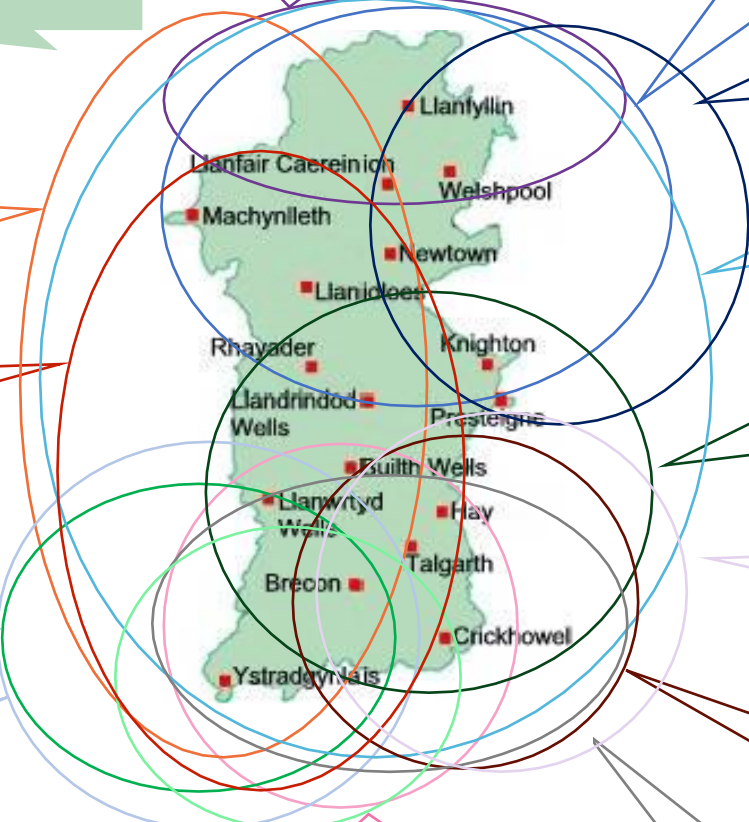 Llanfyllin
Llanfair Caereinion
Welshpool
Machynlleth
Newtown
Llanidloes
Rhayader
Knighton
Llandrindod
Wells
Presteigne
Builth Wells
Llanwrtyd
Wells
Hay
Talgarth
Brecon
Crickhowel
Ystradgynlais